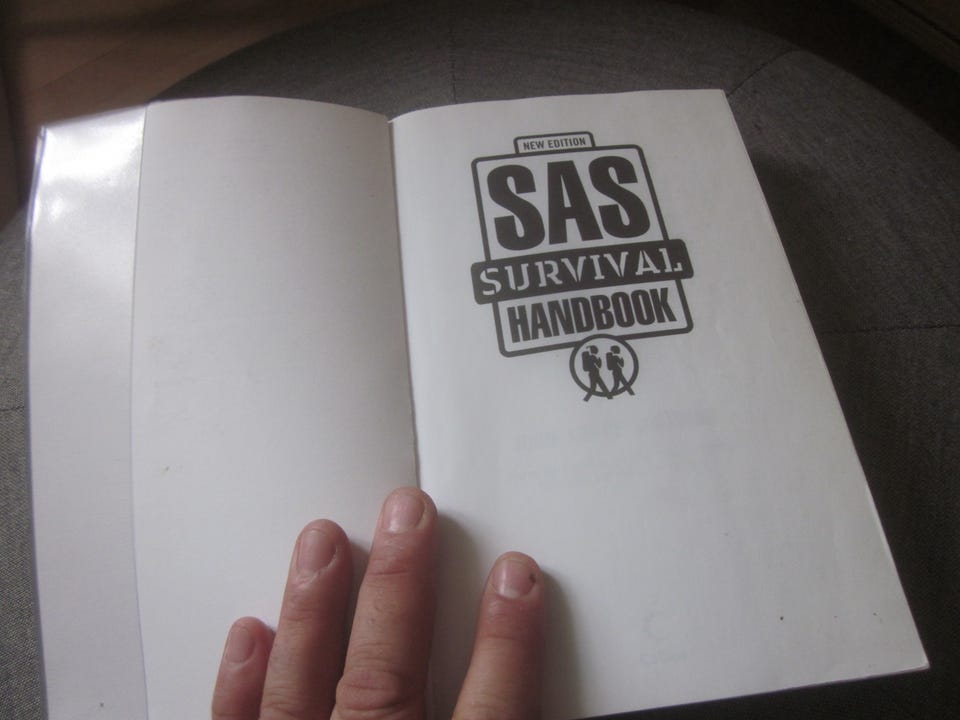 NEW EDITION
SAS
SURVIVAL
HANDBOOK